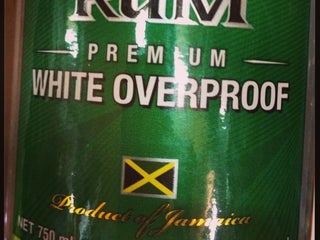 RuM
PREMIUM
WHITE OVERPROOF
Product of Jamaica
NET 750 ml